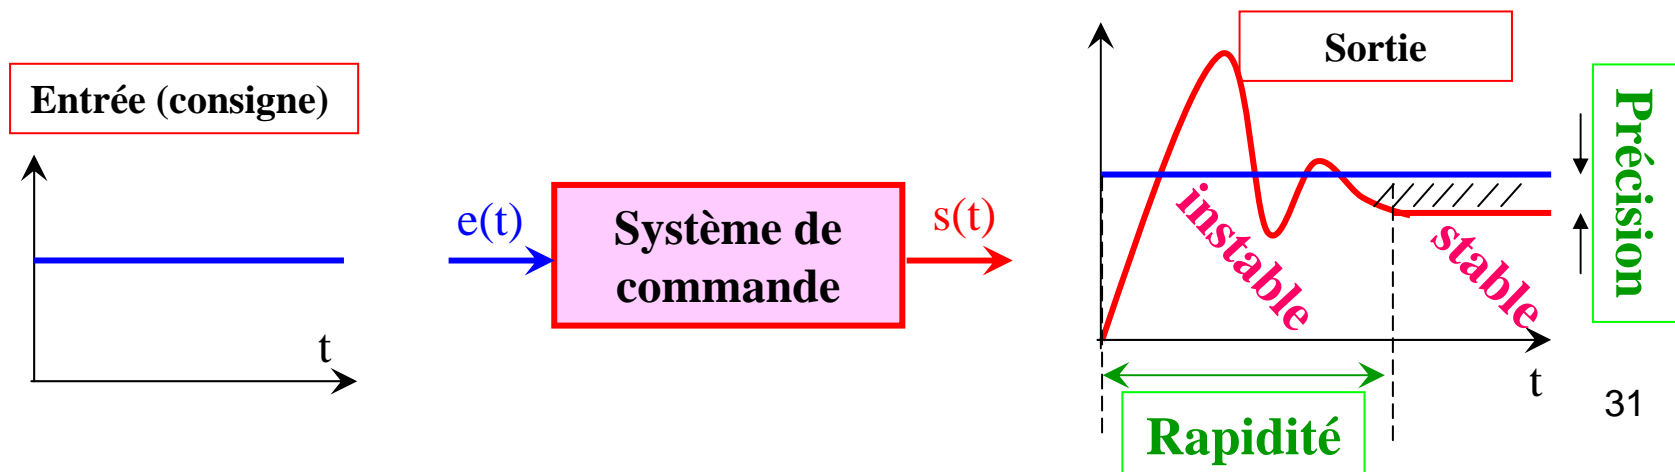 Entrée (consigne)
t
e(t)
Système de
commande
s(t)
Sortie
instable
stable
t
Précision
Rapidité
31